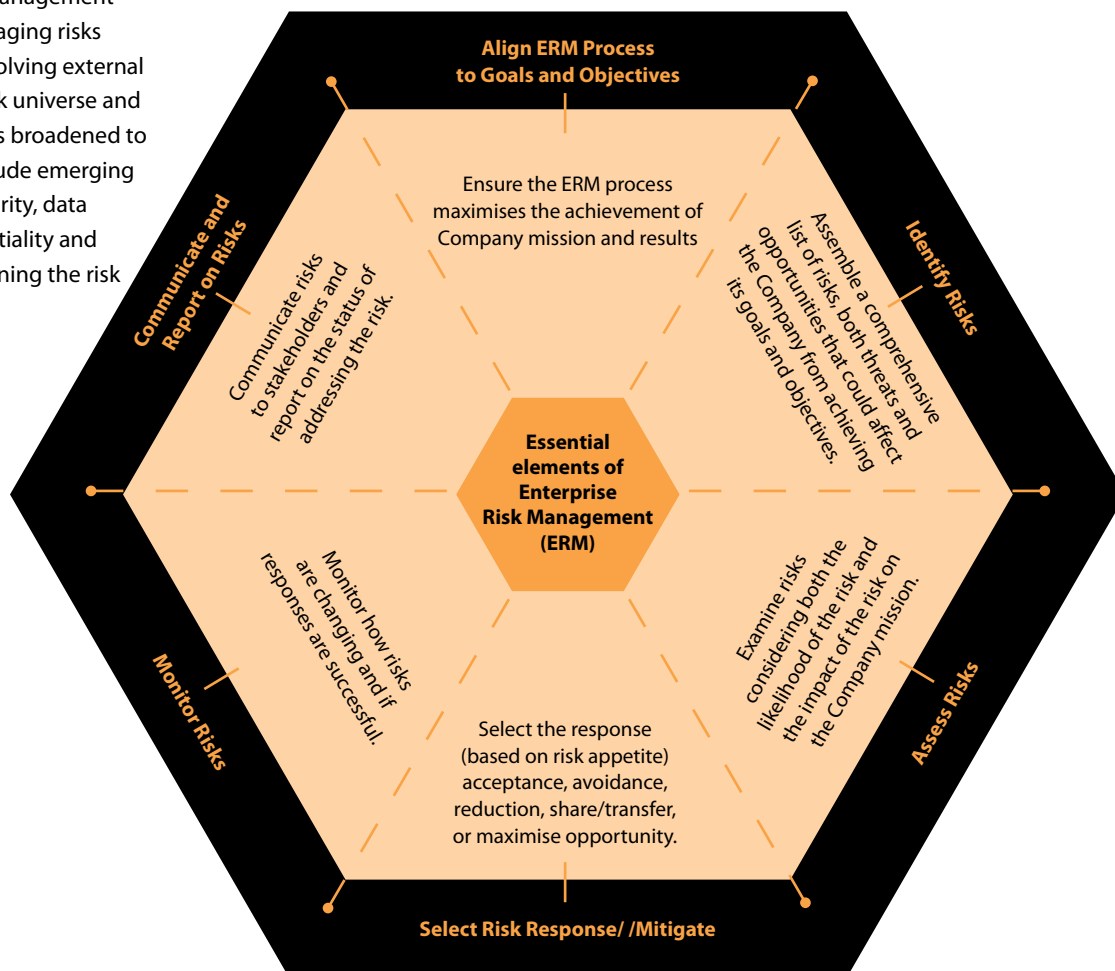 anagement
aging risks
olving external
k universe and
s broadened to
ude emerging
rity, data
tiality and
ning the risk
Align ERM Process
to Goals and Objectives
Ensure the ERM process
maximises the achievement of
Company mission and results
Identify Risks
Assemble a comprehensive
list of risks, both threats and
opportunities that could affect
the Company from achieving
its goals and objectives.
Assess Risks
Examine risks
considering both the
likelihood of the risk and
the impact of the risk on
the Company mission.
Select the response
(based on risk appetite)
acceptance, avoidance,
reduction, share/transfer,
or maximise opportunity.
Select Risk Response/ /Mitigate
Monitor Risks
Monitor how risks
are changing and if
responses are successful.
Communicate and
Report on Risks
Communicate risks
to stakeholders and
report on the status of
addressing the risk.
Essential
elements of
Enterprise
Risk Management
(ERM)